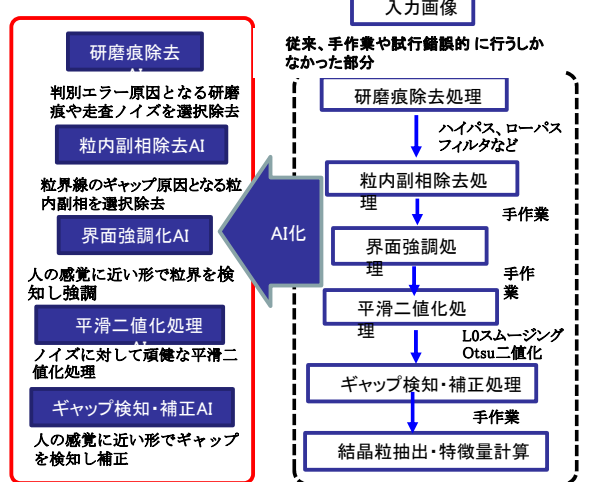 入力画像
従来、手作業や試行錯誤的 に行うしか
なかった部分
研磨痕除去
判別エラー原因となる研磨
痕や走査ノイズを選択除去
粒内副相除去AI
粒界線のギャップ原因となる粒
内副相を選択除去
界面強調化AI
人の感覚に近い形で粒界を検
知し強調
平滑二値化処理
ノイズに対して頑健な平滑二
値化処理
ギャップ検知・補正AI
人の感覚に近い形でギャップ
を検知し補正
AI化
研磨痕除去処理
ハイパス、ローパス
フィルタなど
粒内副相除去処
理
手作業
界面強調処
理
手作
業
平滑二値化処
理
L0スムージング
Otsu二値化
ギャップ検知・補正処理
手作業
結晶粒抽出・特徴量計算